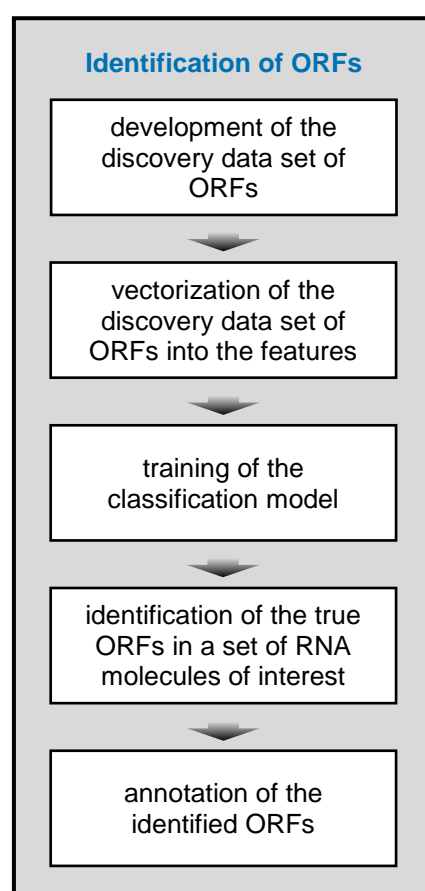 Identification of ORFs
development of the
discovery data set of
ORFs
vectorization of the
discovery data set of
ORFs into the features
training of the
classification model
identification of the true
ORFs in a set of RNA
molecules of interest
annotation of the
identified ORFs